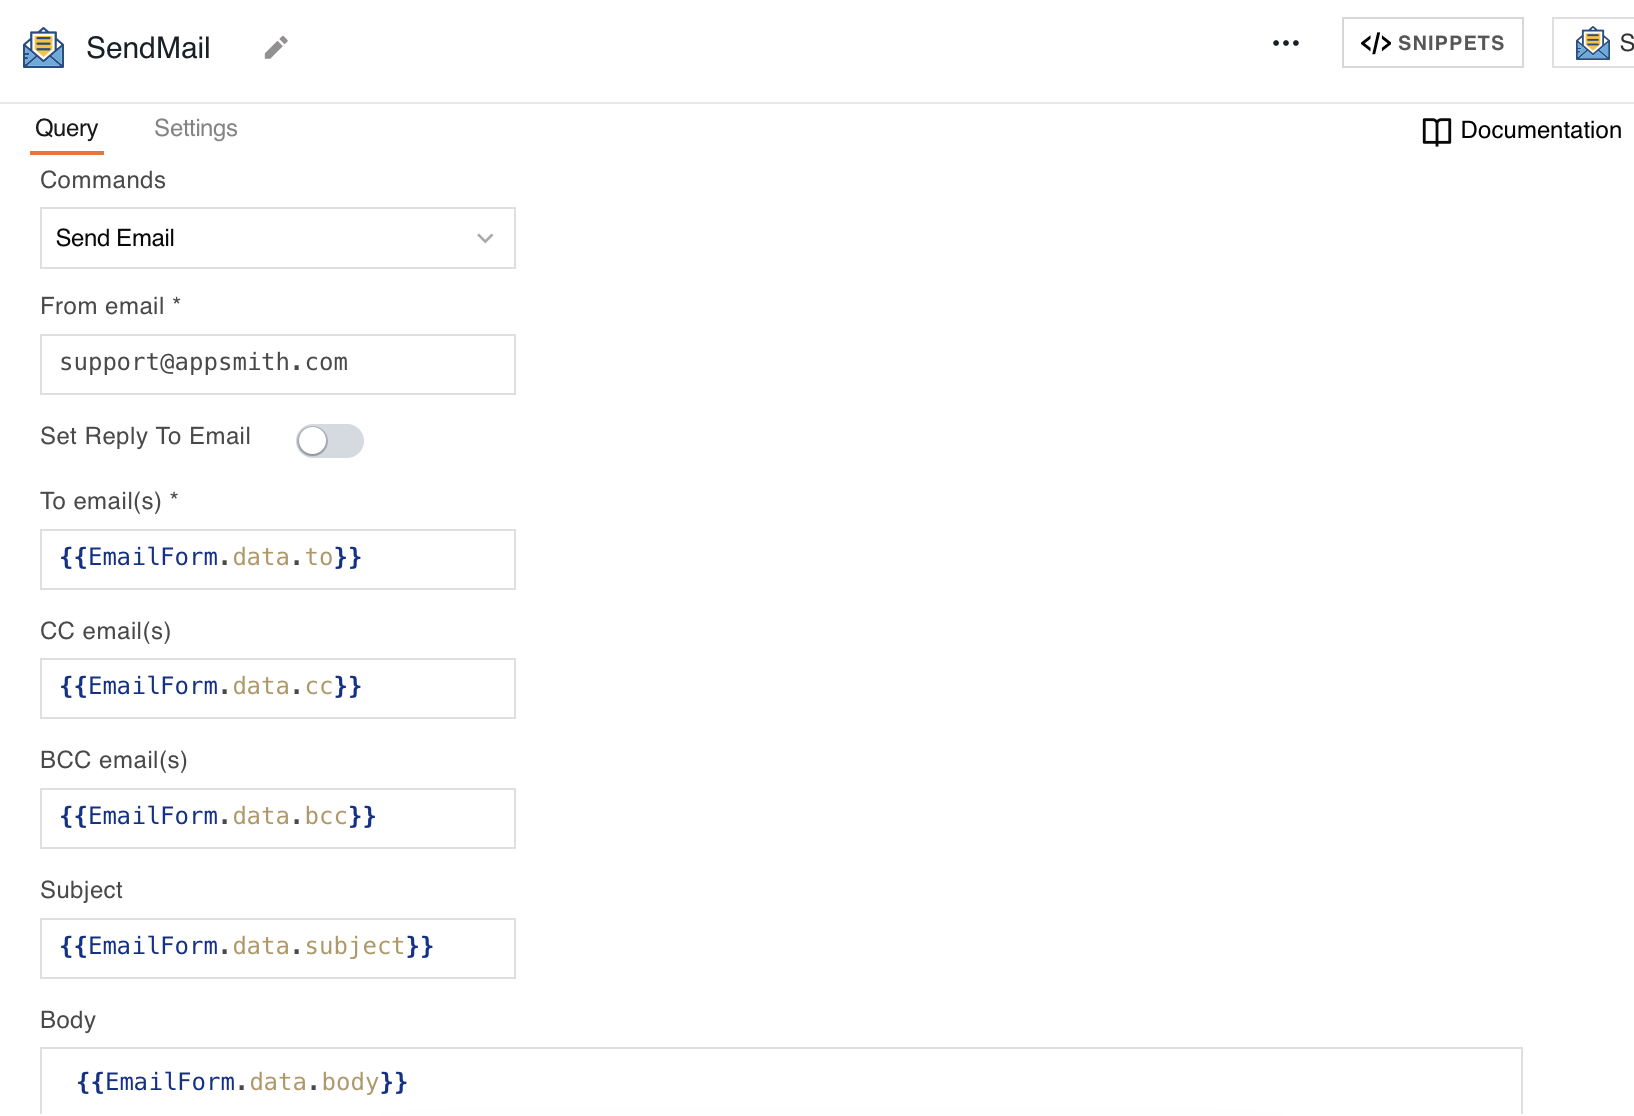 SendMail
</> SNIPPETS
S
Query
Settings
Documentation
Commands
Send Email
From email *
support@appsmith.com
Set Reply To Email
To email(s) *
{{EmailForm.data.to}}
CC email(s)
{{EmailForm.data.cc}}
BCC email(s)
{{EmailForm.data.bcc}}
Subject
{{EmailForm.data.subject}}
Body
{{EmailForm.data.body}}